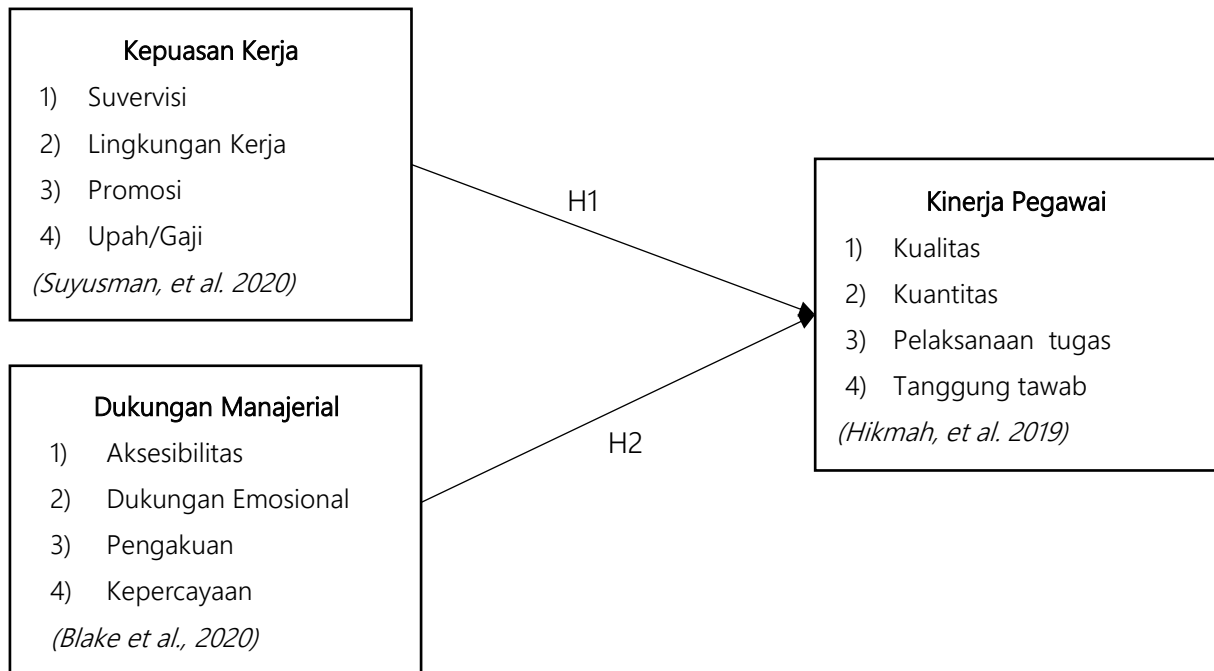 Kepuasan Kerja
1) Suvervisi
2) Lingkungan Kerja
3) Promosi
4) Upah/Gaji
(Suyusman, et al. 2020)
H1
Dukungan Manajerial
1) Aksesibilitas
2) Dukungan Emosional
3) Pengakuan
4) Kepercayaan
(Blake et al., 2020)
H2
Kinerja Pegawai
1) Kualitas
2) Kuantitas
3) Pelaksanaan tugas
4) Tanggung tawab
(Hikmah, et al. 2019)